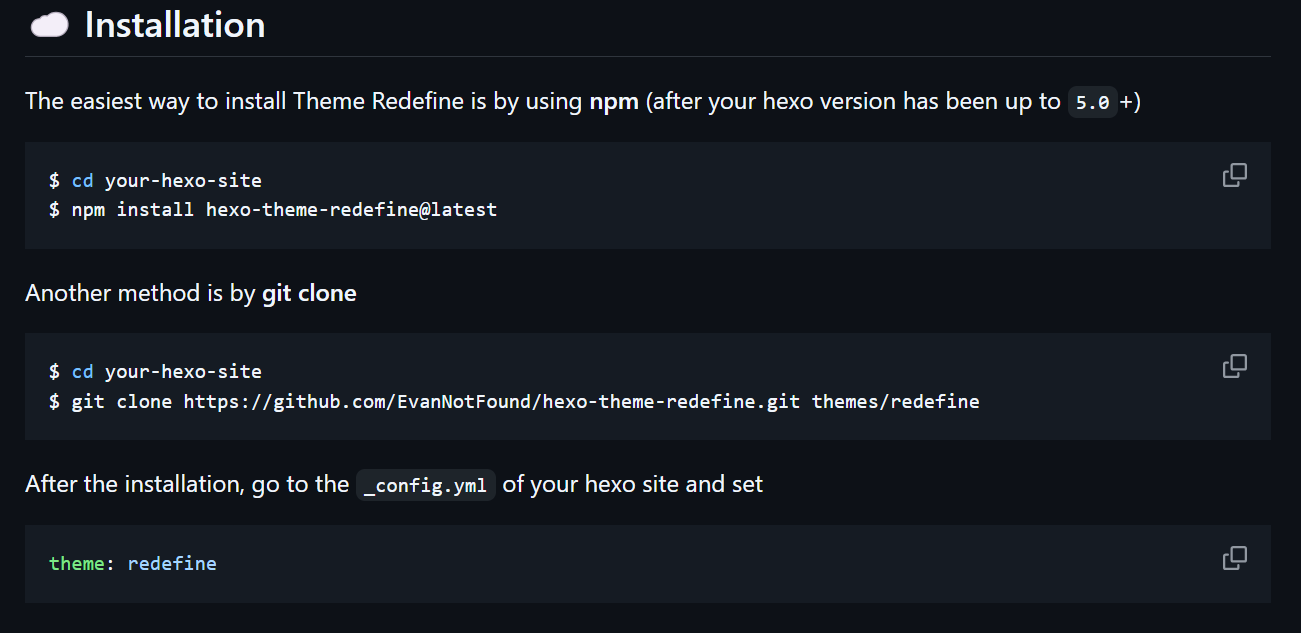 Installation
The easiest way to install Theme Redefine is by using npm (after your hexo version has been up to 5.0 +)
$ cd your-hexo-site
$ npm install hexo-theme-redefine@latest
Another method is by git clone
$ cd your-hexo-site
$ git clone https://github.com/EvanNotFound/hexo-theme-redefine.git themes/redefine
After the installation, go to the _config.yml of your hexo site and set
theme: redefine